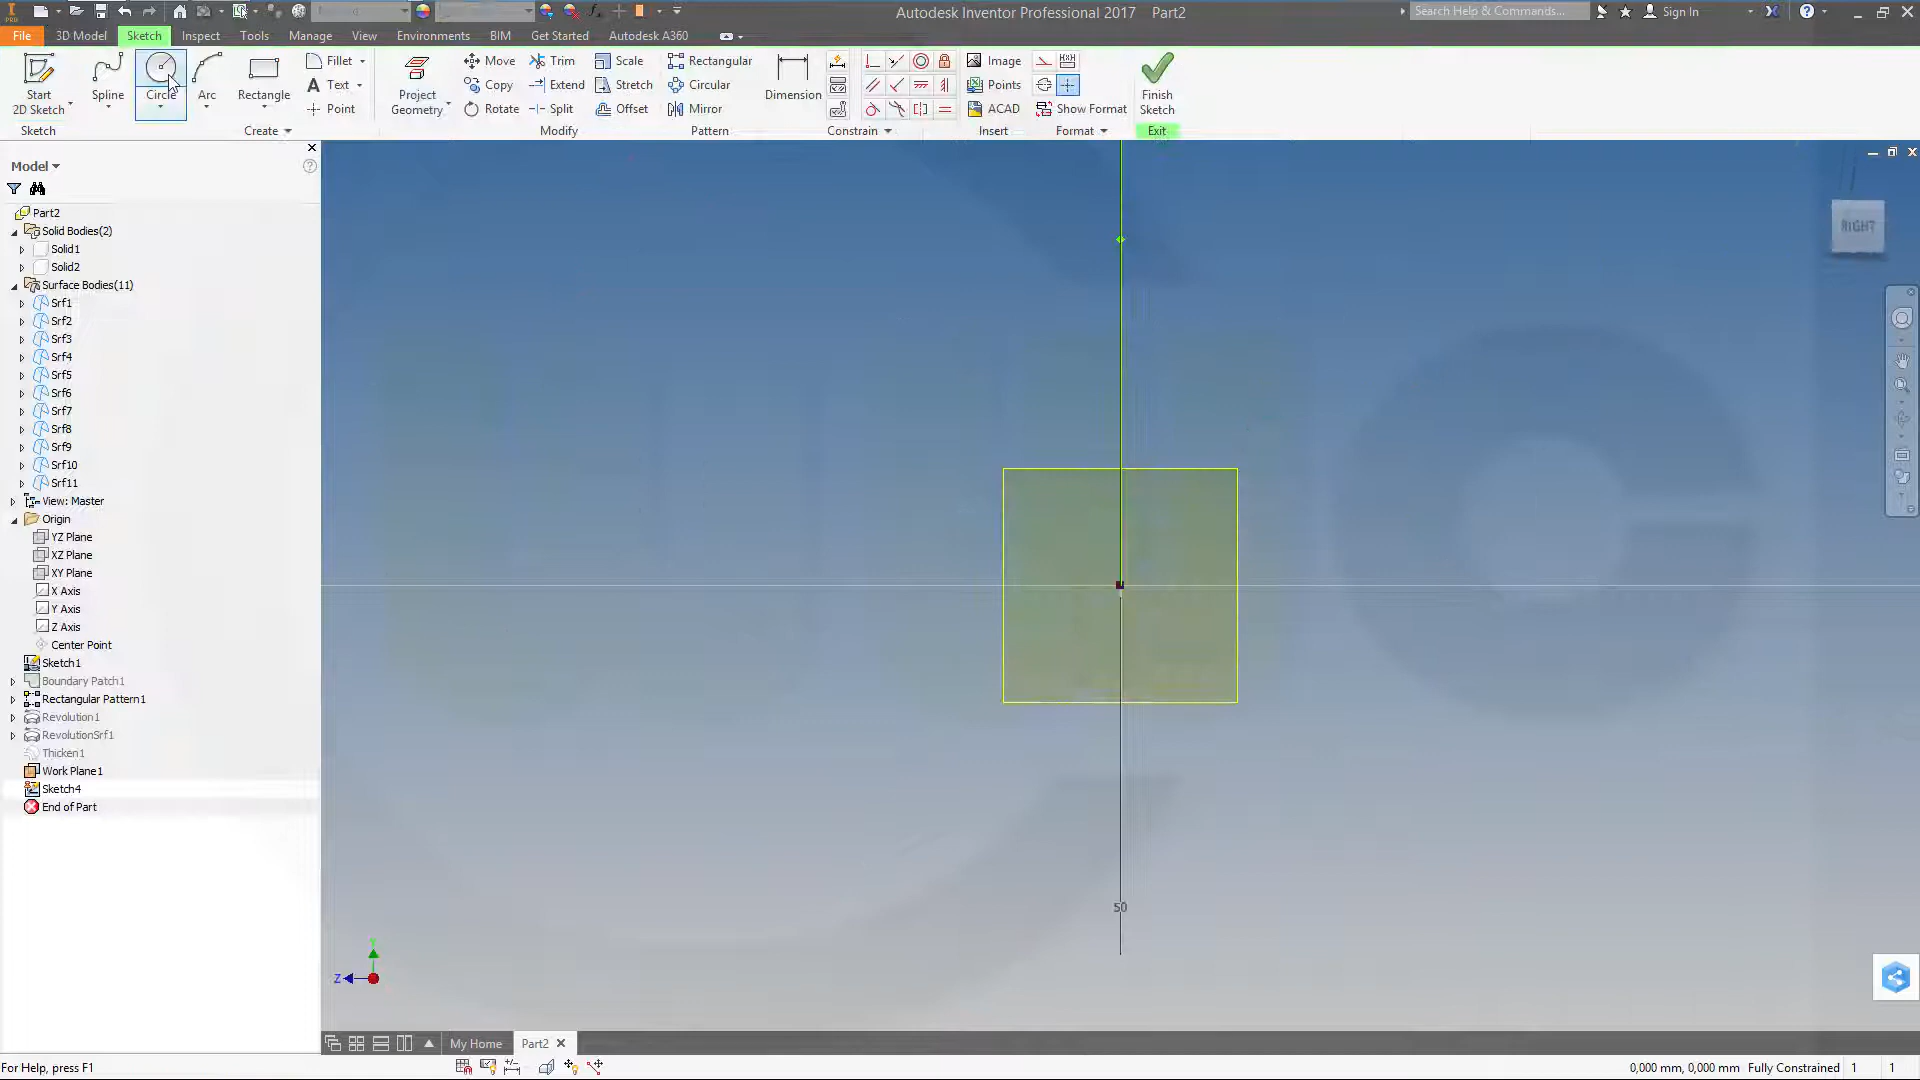 Autodesk Inventor Professional 2017 Part2
Search Help & Commands...
Sign In
File
3D Model
Sketch
Inspect
Tools
Manage
View
Environments
BIM
Get Started
Autodesk A360
Start
2D Sketch
Spline
Circle
Arc
Rectangle
Fillet
Text
Point
Project
Geometry
Move
Copy
Rotate
Trim
Extend
Split
Scale
Stretch
Offset
Rectangular
Circular
Mirror
Dimension
Image
Points
ACAD
Show Format
Finish
Sketch
Sketch
Create
Modify
Pattern
Constrain
Insert
Format
Exit
Model
Part2
Solid Bodies(2)
Solid1
Solid2
Surface Bodies(11)
Srf1
Srf2
Srf3
Srf4
Srf5
Srf6
Srf7
Srf8
Srf9
Srf10
Srf11
View: Master
Origin
YZ Plane
XZ Plane
XY Plane
X Axis
Y Axis
Z Axis
Center Point
Sketch1
Boundary Patch1
Rectangular Pattern1
Revolution1
RevolutionSrf1
Thicken1
Work Plane1
Sketch4
End of Part
RIGHT
50
Z
My Home
Part2
For Help, press F1
0,000 mm, 0,000 mm
Fully Constrained
1
1